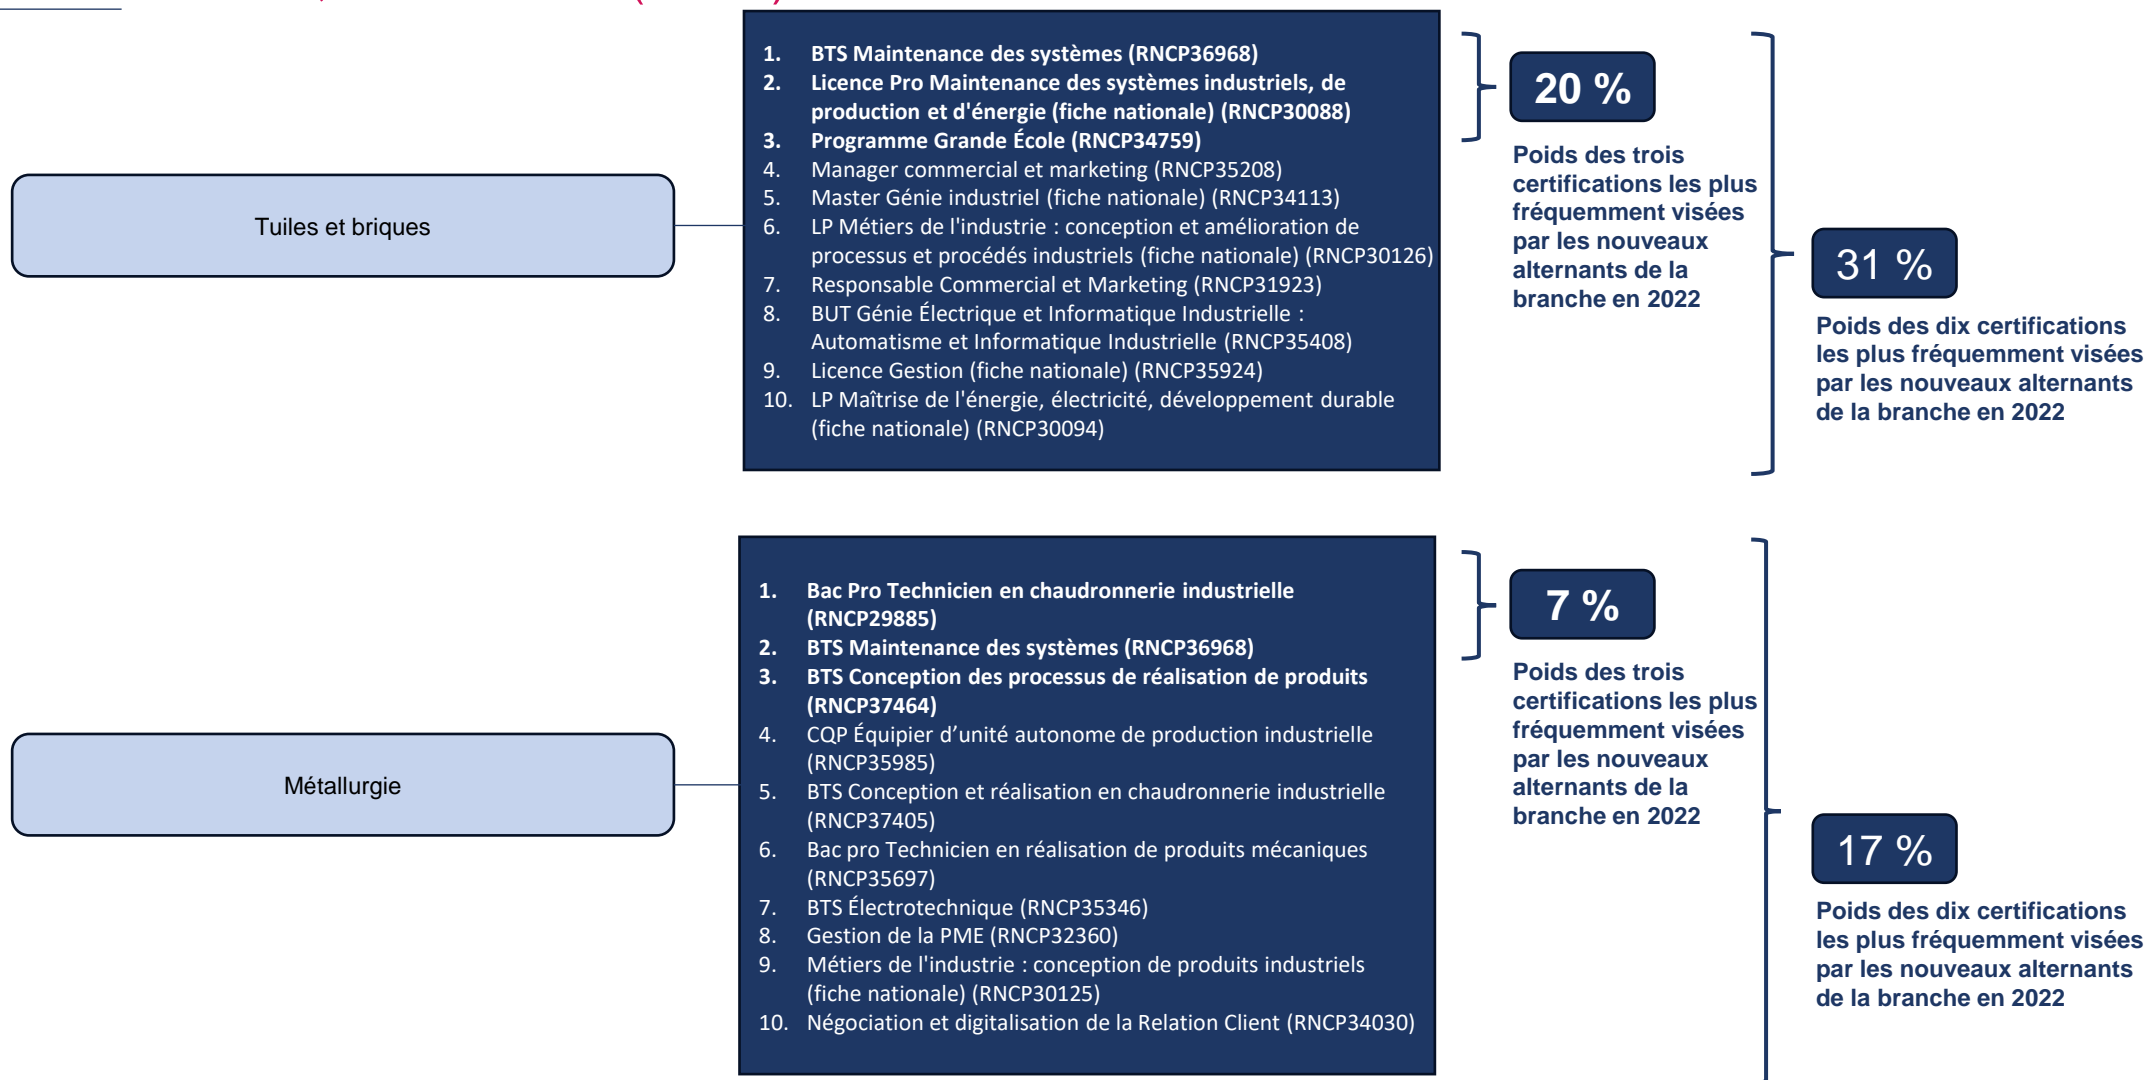 Tuiles et briques
1. BTS Maintenance des systèmes (RNCP36968)
2. Licence Pro Maintenance des systèmes industriels, de
production et d'énergie (fiche nationale) (RNCP30088)
3. Programme Grande École (RNCP34759)
4. Manager commercial et marketing (RNCP35208)
5. Master Génie industriel (fiche nationale) (RNCP34113)
6. LP Métiers de l'industrie : conception et amélioration de
processus et procédés industriels (fiche nationale) (RNCP30126)
7. Responsable Commercial et Marketing (RNCP31923)
8. BUT Génie Électrique et Informatique Industrielle :
Automatisme et Informatique Industrielle (RNCP35408)
9. Licence Gestion (fiche nationale) (RNCP35924)
10. LP Maîtrise de l'énergie, électricité, développement durable
(fiche nationale) (RNCP30094)
20 %
Poids des trois
certifications les plus
fréquemment visées
par les nouveaux
alternants de la
branche en 2022
31 %
Poids des dix certifications
les plus fréquemment visées
par les nouveaux alternants
de la branche en 2022
Métallurgie
1. Bac Pro Technicien en chaudronnerie industrielle
(RNCP29885)
2. BTS Maintenance des systèmes (RNCP36968)
3. BTS Conception des processus de réalisation de produits
(RNCP37464)
4. CQP Équipier d’unité autonome de production industrielle
(RNCP35985)
5. BTS Conception et réalisation en chaudronnerie industrielle
(RNCP37405)
6. Bac pro Technicien en réalisation de produits mécaniques
(RNCP35697)
7. BTS Électrotechnique (RNCP35346)
8. Gestion de la PME (RNCP32360)
9. Métiers de l'industrie : conception de produits industriels
(fiche nationale) (RNCP30125)
10. Négociation et digitalisation de la Relation Client (RNCP34030)
7 %
Poids des trois
certifications les plus
fréquemment visées
par les nouveaux
alternants de la
branche en 2022
17 %
Poids des dix certifications
les plus fréquemment visées
par les nouveaux alternants
de la branche en 2022